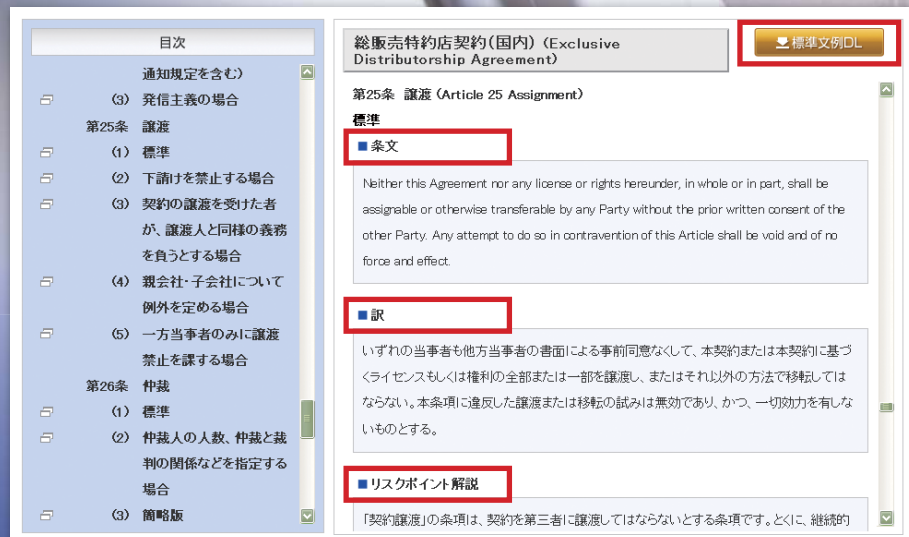 目次
通知規定を含む）
(3) 発信主義の場合
第25条 譲渡
(1) 標準
(2) 下請けを禁止する場合
(3) 契約の譲渡を受けた者
が、譲渡人と同様の義務
を負うとする場合
(4) 親会社・子会社について
例外を定める場合
(5) 一方当事者のみに譲渡
禁止を課する場合
第26条 仲裁
(1) 標準
(2) 仲裁人の人数、仲裁と裁
判の関係などを指定する
場合
(3) 簡略版
総販売特約店契約(国内) (Exclusive
Distributorship Agreement)
標準文例DL
第25条 譲渡 (Article 25 Assignment)
標準
■条文
Neither this Agreement nor any license or rights hereunder, in whole or in part, shall be
assignable or otherwise transferable by any Party without the prior written consent of the
other Party. Any attempt to do so in contravention of this Article shall be void and of no
force and effect.
■訳
いずれの当事者も他方当事者の書面による事前同意なくして、本契約または本契約に基づ
くライセンスもしくは権利の全部または一部を譲渡し、またはそれ以外の方法で移転しては
ならない。本条項に違反した譲渡または移転の試みは無効であり、かつ、一切効力を有しな
いものとする。
■リスクポイント解説
「契約譲渡」の条項は、契約を第三者に譲渡してはならないとする条項です。とくに、継続的